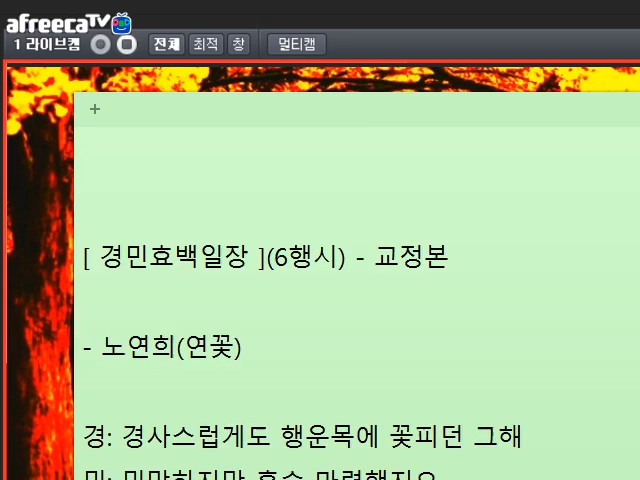 afreecaTV
1 라이브캠 전체 최적 창 멀티캠
+
[ 경민효백일장 ](6행시) - 교정본
- 노연희(연꽃)
경: 경사스럽게도 행운목에 꽃피던 그해